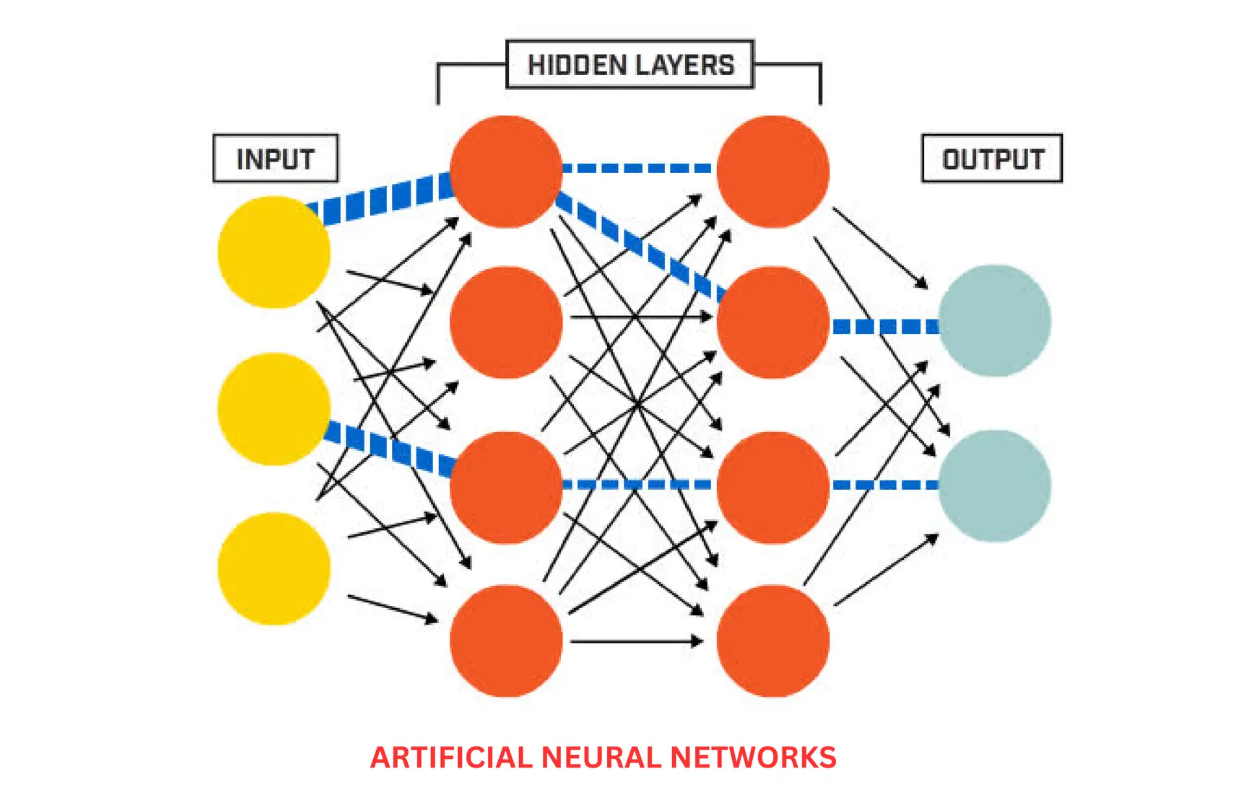 HIDDEN LAYERS
INPUT
OUTPUT
ARTIFICIAL NEURAL NETWORKS